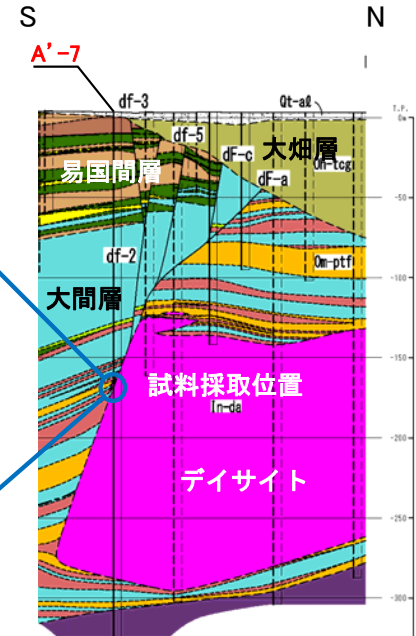 S
N
A'-7
df-3
Qt-al
T.P.
0m
df-5
大畑層
dF-c
易国間層
On-tcg
dF-a
-50
df-2
Om-ptf
-100
大間層
-150
試料採取位置
In-da
-200
デイサイト
-250
-300